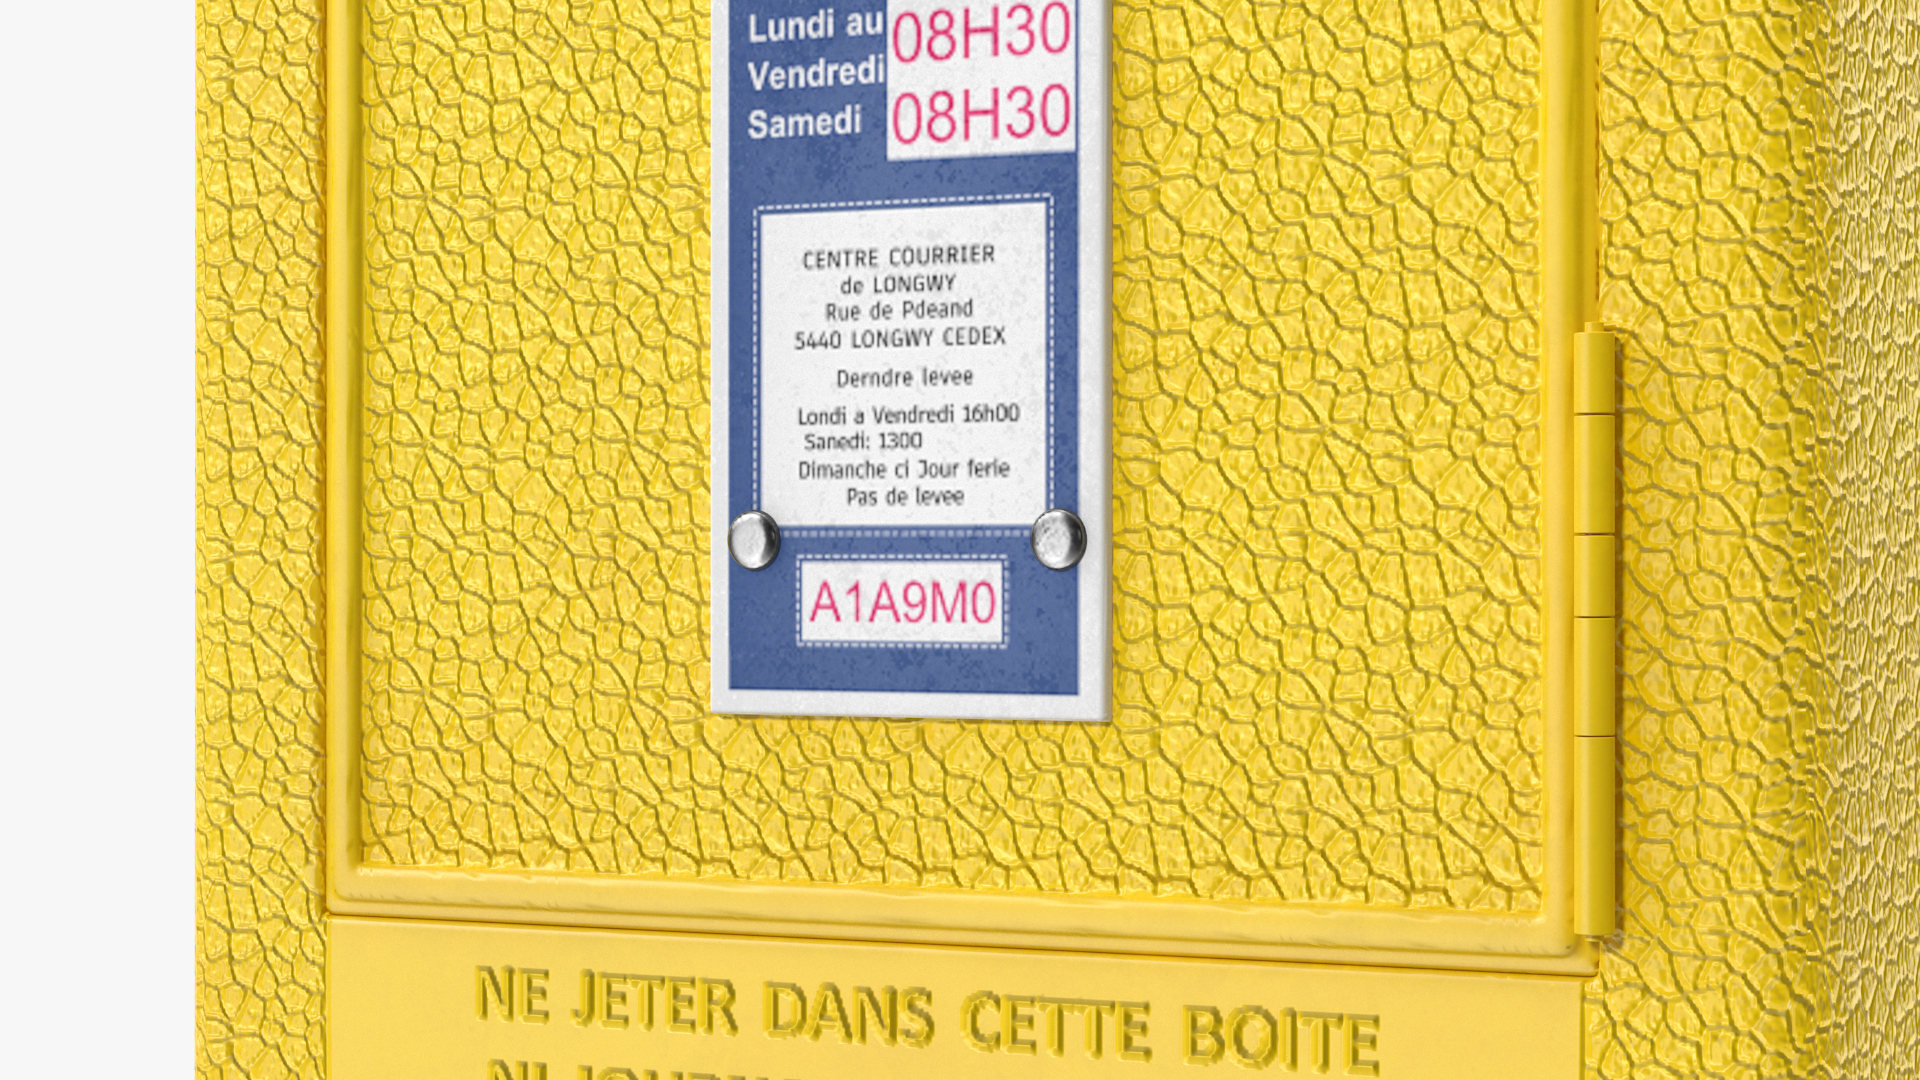 Lundi au 08H30
Vendredi
Samedi 08H30
CENTRE COURRIER
de LONGWY
Rue de Pdeand
5440 LONGWY CEDEX
Derndre levee
Londi a Vendredi 16h00
Sanedi: 1300
Dimanche ci Jour ferle
Pas de levee
A1A9M0
NE JETER DANS CETTE BOITE